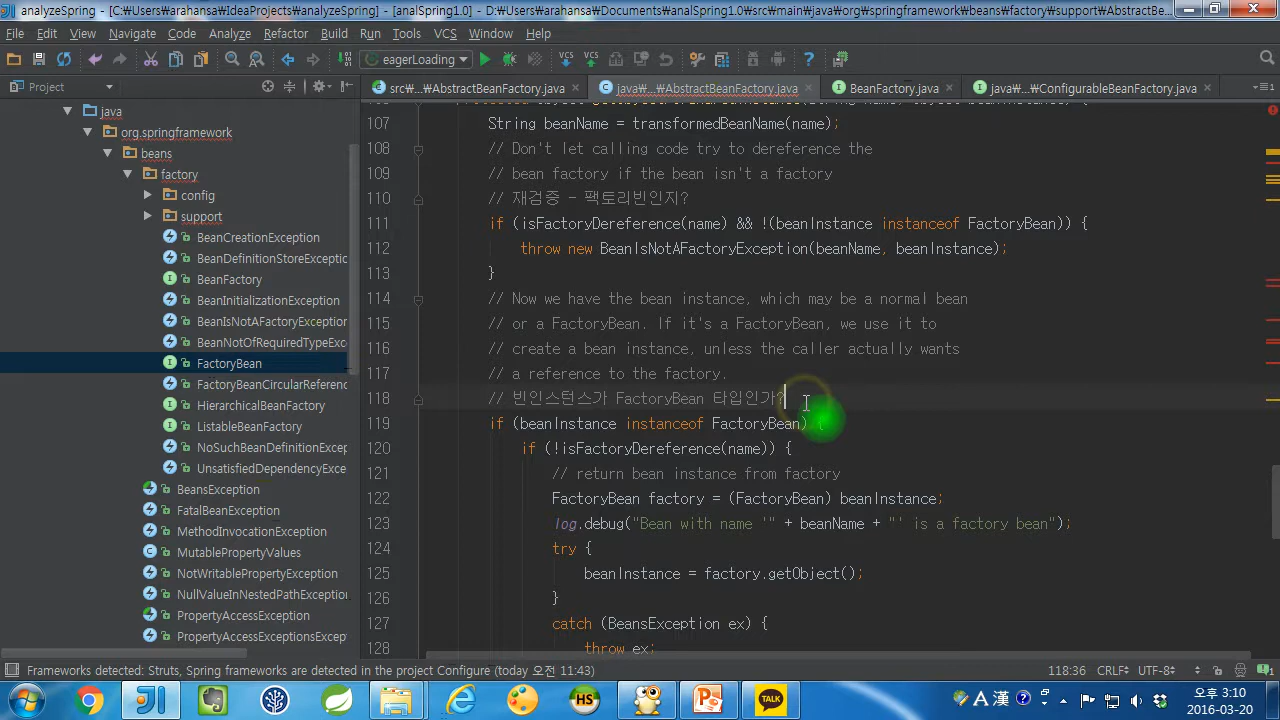 analyzeSpring - [C:₩Users₩arahansa₩IdeaProjects₩analyzeSpring] - [analSpring1.0] - D:₩Users₩arahansa₩Documents₩analSpring1.0₩src₩main₩java₩org₩springframework₩beans₩factory₩support₩AbstractBe...
File Edit View Navigate Code Analyze Refactor Build Run Tools VCS Window Help
eagerLoading
Project
src₩...₩AbstractBeanFactory.java
java₩...₩AbstractBeanFactory.java
BeanFactory.java
java₩...₩ConfigurableBeanFactory.java
java
org.springframework
beans
factory
config
support
BeanCreationException
BeanDefinitionStoreExceptio
BeanFactory
BeanInitializationException
BeanIsNotAFactoryException
BeanNotOfRequiredTypeExc
FactoryBean
FactoryBeanCircularReferenc
HierarchicalBeanFactory
ListableBeanFactory
NoSuchBeanDefinitionExcep
UnsatisfiedDependencyExce
BeansException
FatalBeanException
MethodInvocationException
MutablePropertyValues
NotWritablePropertyException
NullValueInNestedPathException
PropertyAccessException
PropertyAccessExceptionsExcep
107 String beanName = transformedBeanName(name);
108 // Don't let calling code try to dereference the
109 // bean factory if the bean isn't a factory
110 // 재검증 - 팩토리빈인지?
111 if (isFactoryDereference(name) && !(beanInstance instanceof FactoryBean)) {
112 throw new BeanIsNotAFactoryException(beanName, beanInstance);
113 }
114 // Now we have the bean instance, which may be a normal bean
115 // or a FactoryBean. If it's a FactoryBean, we use it to
116 // create a bean instance, unless the caller actually wants
117 // a reference to the factory.
118 // 빈인스턴스가 FactoryBean 타입인가?
119 if (beanInstance instanceof FactoryBean) {
120 if (!isFactoryDereference(name)) {
121 // return bean instance from factory
122 FactoryBean factory = (FactoryBean) beanInstance;
123 log.debug("Bean with name '" + beanName + "' is a factory bean");
124 try {
125 beanInstance = factory.getObject();
126 }
127 catch (BeansException ex) {
128 throw ex;
Frameworks detected: Struts, Spring frameworks are detected in the project Configure (today 오전 11:43)
118:36 CRLF÷ UTF-8÷
HS
TALK
A 漢
오후 3:10
2016-03-20